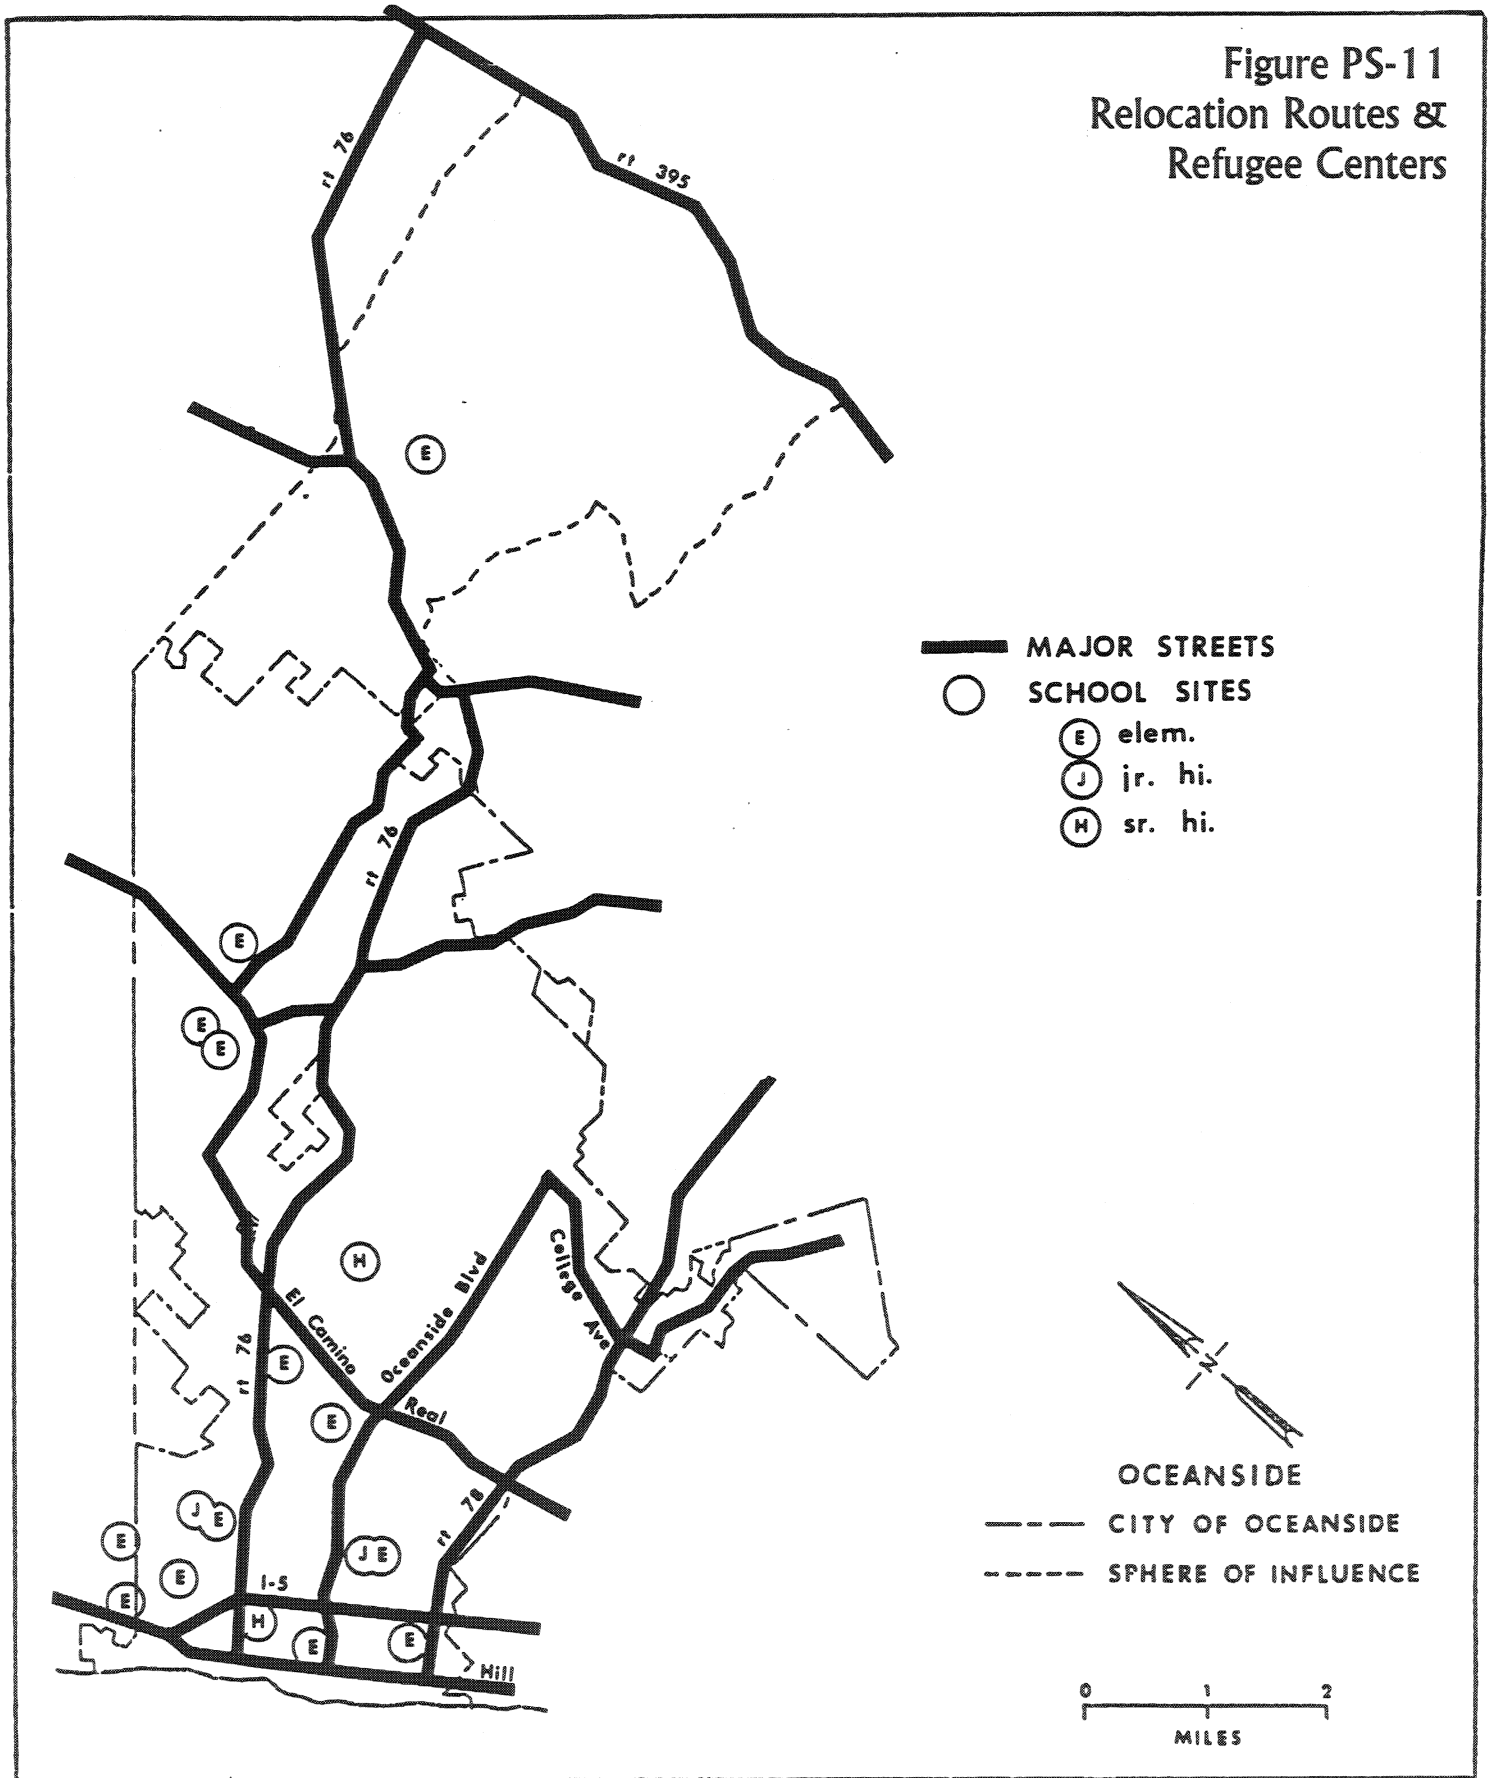 Figure PS-11
Relocation Routes &
Refugee Centers
rt 76
rt 395
E
MAJOR STREETS
SCHOOL SITES
E elem.
J jr. hi.
H sr. hi.
rt 76
E
E
E
H
College Ave
Oceanside Blvd
El Camino Real
rt 76
E
E
N
OCEANSIDE
CITY OF OCEANSIDE
SPHERE OF INFLUENCE
rt 78
J E
E
J E
E
E
I-5
H
E
E
Hill
0 1 2
MILES